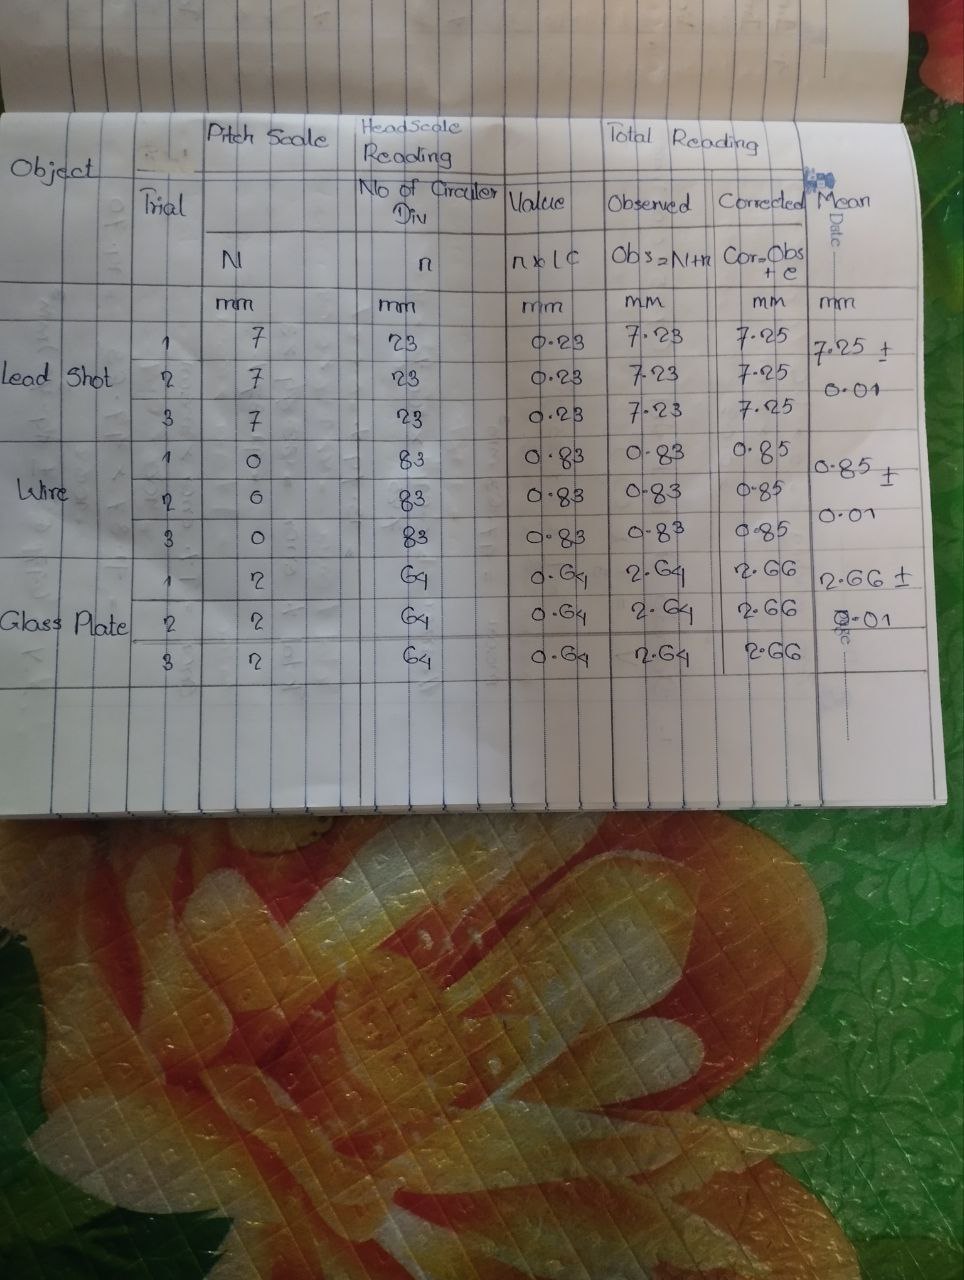 Object Trial Pitch Scale HeadScale Reading Total Reading
No of Circuler Div Value Observed Corrected Mean
Date
N n n x L C Obs = N+n Cor=Obs + e
mm mm mm mm mm mm
Lead Shot 1 7 23 0.23 7.23 7.25 7.25 ±
2 7 23 0.23 7.23 7.25 0.01
3 7 23 0.23 7.23 7.25
Wire 1 0 83 0.83 0.83 0.85 0.85 ±
2 0 83 0.83 0.83 0.85 0.01
3 0 83 0.83 0.83 0.85
Glass Plate 1 2 64 0.64 2.64 2.66 2.66 ±
2 2 64 0.64 2.64 2.66 0.01
3 2 64 0.64 2.64 2.66